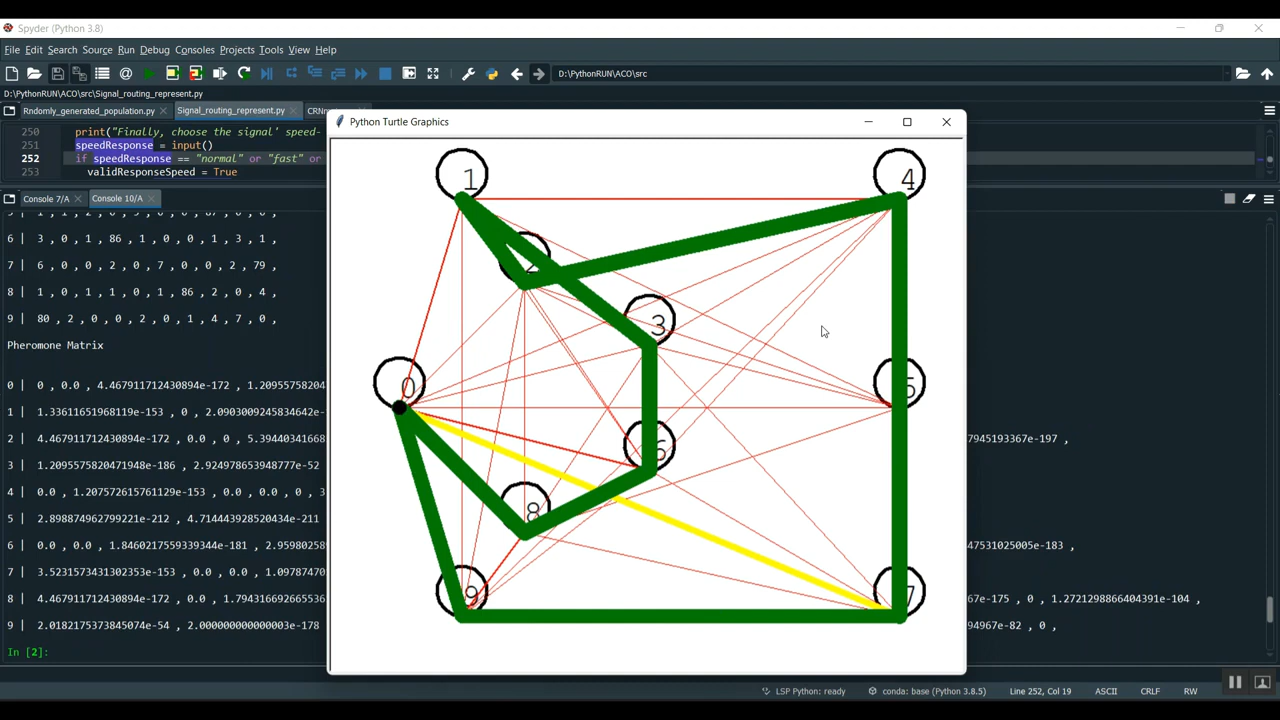 Spyder (Python 3.8)
File Edit Search Source Run Debug Consoles Projects Tools View Help
D:\PythonRUN\ACO\src
D:\PythonRUN\ACO\src\Signal_routing_represent.py
Rndomly_generated_population.py Signal_routing_represent.py
250 print("Finally, choose the signal' speed-
251 speedResponse = input()
252 if speedResponse == "normal" or "fast" or
253 validResponseSpeed = True
Console 7/A Console 10/A
6 | 3 , 0 , 1 , 86 , 1 , 0 , 0 , 1 , 3 , 1 ,
7 | 6 , 0 , 0 , 2 , 0 , 7 , 0 , 0 , 2 , 79 ,
8 | 1 , 0 , 1 , 1 , 0 , 1 , 86 , 2 , 0 , 4 ,
9 | 80 , 2 , 0 , 0 , 2 , 0 , 1 , 4 , 7 , 0 ,
Pheromone Matrix
0 | 0 , 0.0 , 4.467911712430894e-172 , 1.20955758204
1 | 1.33611651968119e-153 , 0 , 2.0903009245834642e-
2 | 4.467911712430894e-172 , 0.0 , 0 , 5.39440341668 7945193367e-197 ,
3 | 1.2095575820471948e-186 , 2.924978653948777e-52
4 | 0.0 , 1.207572615761129e-153 , 0.0 , 0.0 , 0 , 3
5 | 2.898874962799221e-212 , 4.714443928520434e-211
6 | 0.0 , 0.0 , 1.8460217559339344e-181 , 2.95980258 47531025005e-183 ,
7 | 3.5231573431302353e-153 , 0.0 , 0.0 , 1.09787470
8 | 4.467911712430894e-172 , 0.0 , 1.79431669266553 67e-175 , 0 , 1.2721298866404391e-104 ,
9 | 2.0182175373845074e-54 , 2.000000000000003e-178 94967e-82 , 0 ,
In [2]:
Python Turtle Graphics
1
4
2
3
0
5
6
8
9
7
LSP Python: ready conda: base (Python 3.8.5) Line 252, Col 19 ASCII CRLF RW